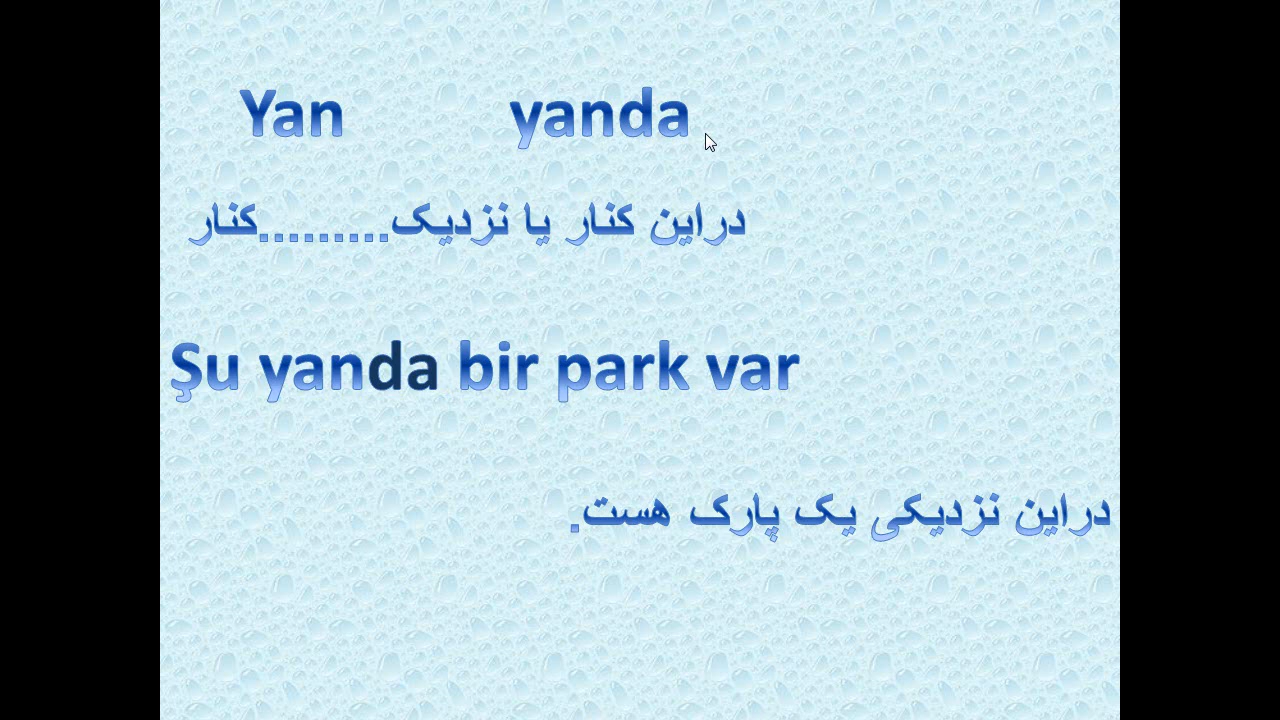 Yan yanda
دراین کنار یا نزدیک.........کنار
Şu yanda bir park var
دراین نزدیکی یک پارک هست.